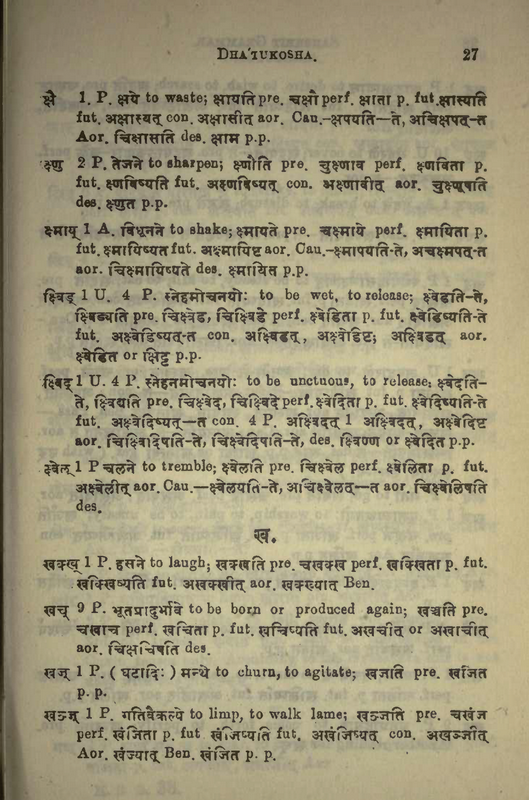 DHA'TUKOSHA. 27
क्षै 1. P. क्षये to waste; क्षायति pre. चक्षौ perf. क्षाता p. fut. क्षास्यति
fut. अक्षास्यत् con. अक्षासीत् aor. Cau.-क्षपयति—ते, अचिक्षपत्-त
Aor. चिक्षासति des. क्षाम p.p.
क्ष्णु 2 P. तेजने to sharpen; क्ष्णौति pre. चुक्ष्णाव perf. क्ष्णविता p.
fut. क्ष्णविष्यति fut. अक्ष्णविष्यत् con. अक्ष्णावीत् aor. चुक्ष्णूषति
des. क्ष्णुत p.p.
क्ष्माय् 1 A. विधूनने to shake; क्ष्मायते pre. चक्ष्माये perf. क्ष्मायिता p.
fut. क्ष्मायिष्यत fut. अक्ष्मायिष्ट aor. Cau.-क्ष्मापयति-ते, अचक्ष्मपत्-त
aor. चिक्ष्मायिष्यते des. क्ष्मायित p.p.
क्ष्विड् 1 U. 4 P. स्नेहमोचनयोः to be wet, to release; क्ष्वेडति-ते,
क्ष्विड्यति pre. चिक्ष्वेड, चिक्ष्विडे perf. क्ष्वेडिता p. fut. क्ष्वेडिष्यति-ते
fut. अक्ष्वेडिष्यत्-त con. अक्ष्विडत्, अक्ष्वेडिष्ट; अक्ष्विडत् aor.
क्ष्वेडित or क्ष्विट्ट p.p.
क्ष्विद् 1 U. 4 P. स्नेहनमोचनयोः to be unctuous, to release; क्ष्वेदति-
ते, क्ष्विद्यति pre. चिक्ष्वेद, चिक्ष्विदे perf. क्ष्वेदिता p. fut. क्ष्वेदिष्यति-ते
fut. अक्ष्वेदिष्यत्—त con. 4 P. अक्ष्विदत् 1 अक्ष्विदत्, अक्ष्वेदिष्ट
aor. चिक्ष्विदिषति-ते, चिक्ष्वेदिषति—ते, des. क्ष्विण्ण or क्ष्वेदित p.p.
क्ष्वेल् 1 P चलने to tremble; क्ष्वेलति pre. चिक्ष्वेल perf. क्ष्वेलिता p. fut.
अक्ष्वेलीत् aor. Cau.—क्ष्वेलयति-ते, अचिक्ष्वेलत्—त aor. चिक्ष्वेलिषति
des.
ख.
खक्ख् 1 P. हसने to laugh; खक्खति pre. चखक्ख perf. खक्खिता p. fut.
खक्खिष्यति fut. अखक्खीत् aor. खक्ख्यात् Ben.
खच् 9 P. भूतप्रादुर्भावे to be born or produced again; खच्ञाति pre.
चखाच perf. खचिता p. fut. खचिष्यति fut. अखचीत् or अखाचीत्
aor. चिखचिषति des.
खज् 1 P. ( घटादिः ) मन्थे to churn, to agitate; खजाति pre. खजित
p. p.
खञ्ज् 1 P. गतिवैकल्ये to limp, to walk lame; खञ्जति pre. चखंज
perf. खंजिता p. fut खंजिष्यति fut. अखंजिष्यत् con. अखञ्जीत्
Aor. खंज्यात् Ben. खंजित p. p.